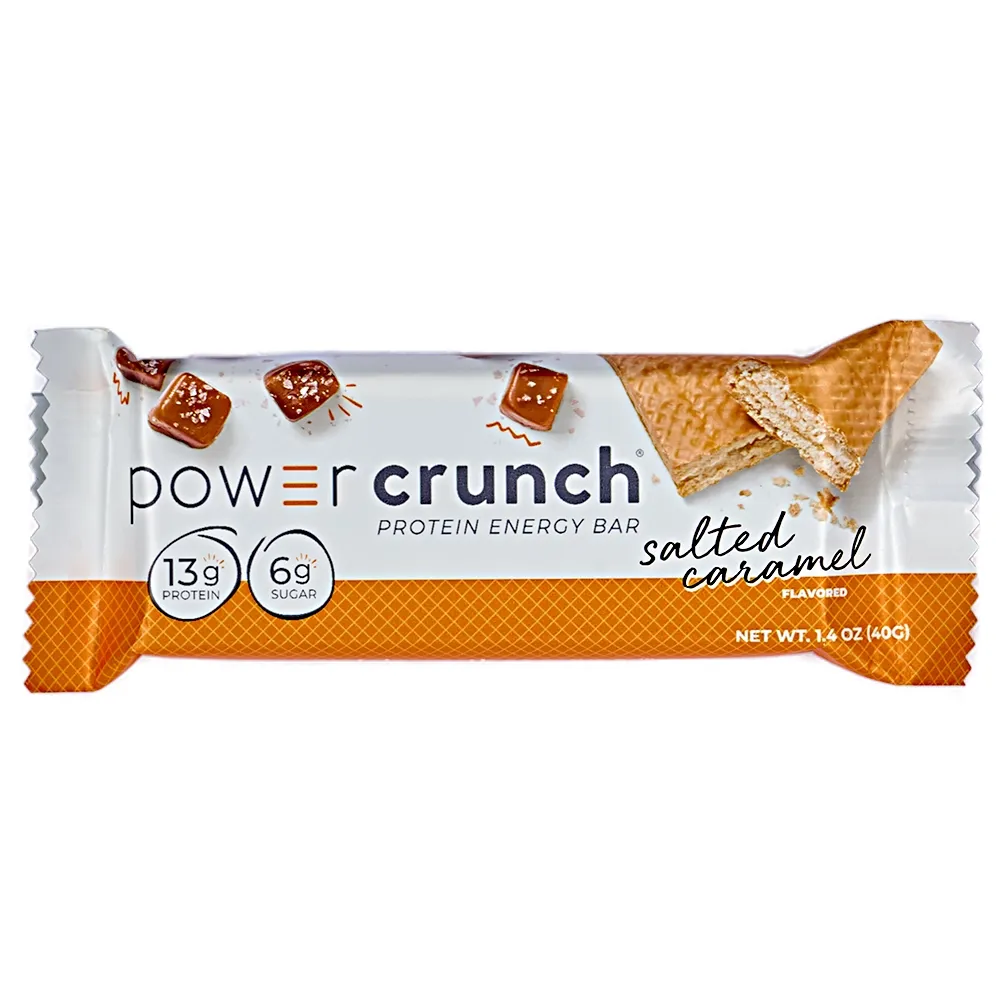 power crunch®
PROTEIN ENERGY BAR
13g
PROTEIN
6g
SUGAR
salted
caramel
FLAVORED
NET WT. 1.4 OZ (40G)